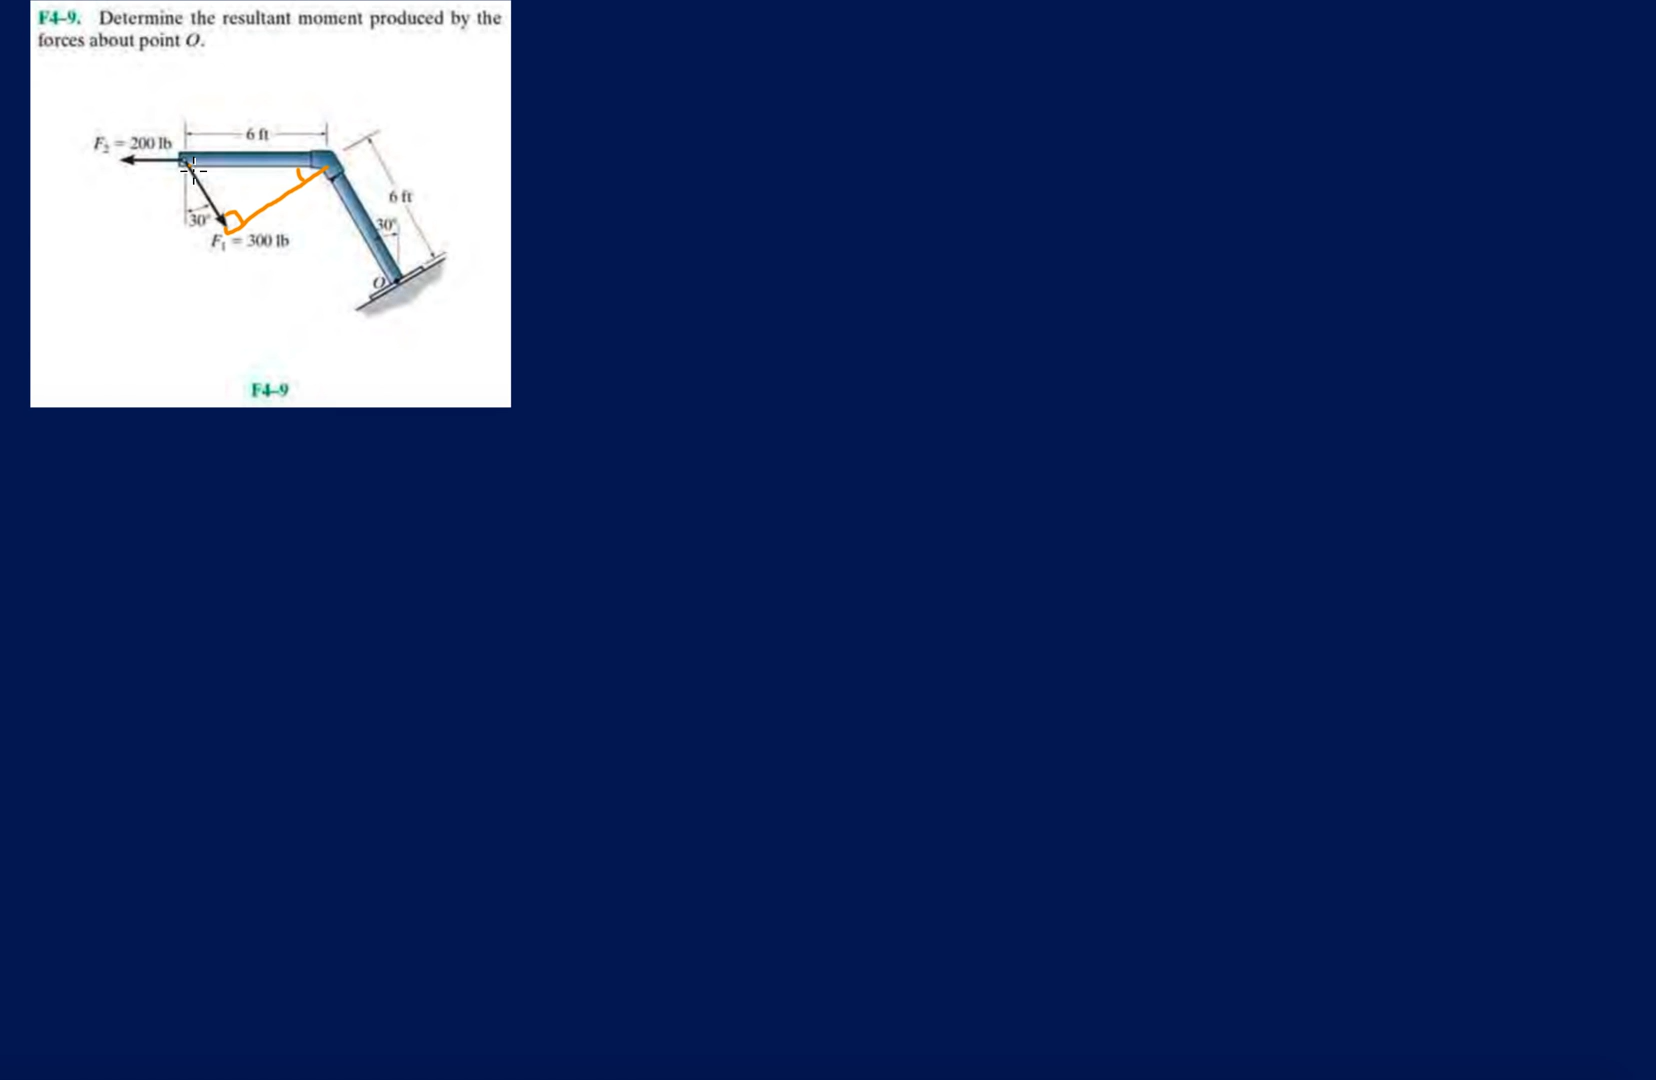 F4–9. Determine the resultant moment produced by the
forces about point O.
6 ft
F₂ = 200 lb
6 ft
30°
30°
F₁ = 300 lb
O
F4–9